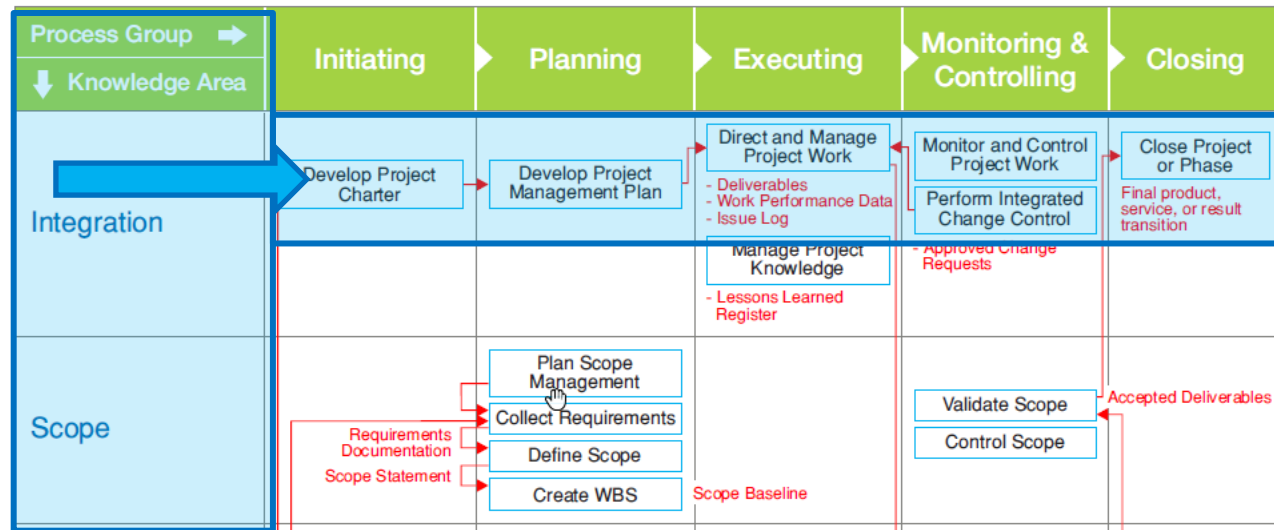 Process Group
Knowledge Area
Initiating
Planning
Executing
Monitoring &
Controlling
Closing
Integration
Develop Project
Charter
Develop Project
Management Plan
Direct and Manage
Project Work
- Deliverables
- Work Performance Data
- Issue Log
Manage Project
Knowledge
- Lessons Learned
Register
Monitor and Control
Project Work
Perform Integrated
Change Control
- Approved Change
Requests
Close Project
or Phase
Final product,
service, or result
transition
Scope
Plan Scope
Management
Collect Requirements
Requirements
Documentation
Define Scope
Scope Statement
Create WBS
Scope Baseline
Validate Scope
Accepted Deliverables
Control Scope